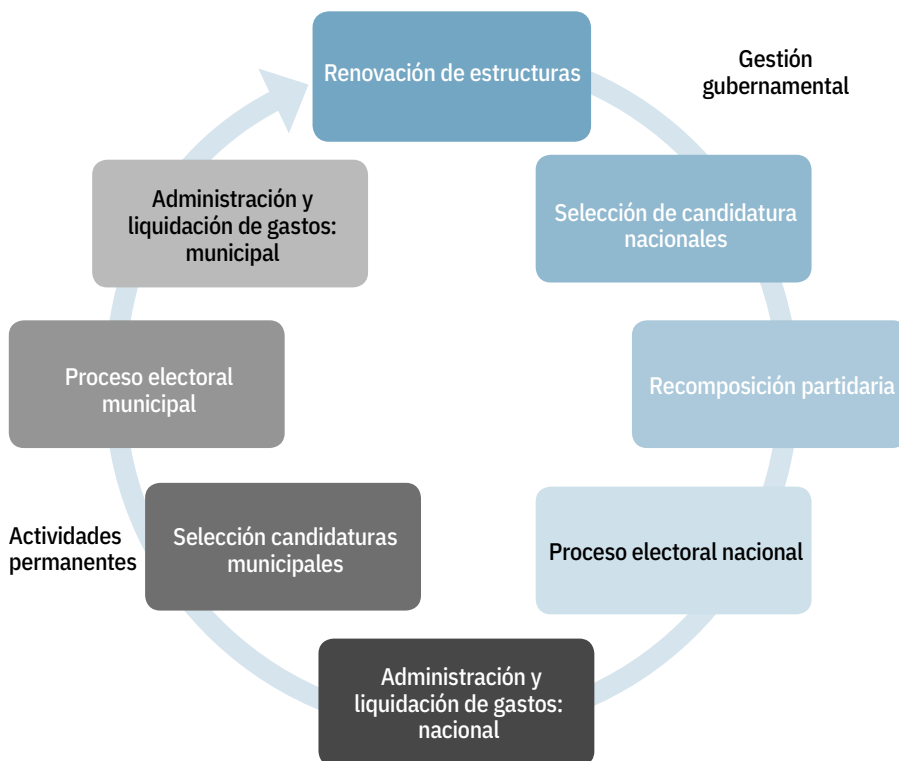 Renovación de estructuras
Gestión
gubernamental
Selección de candidatura
nacionales
Recomposición partidaria
Proceso electoral nacional
Administración y
liquidación de gastos:
nacional
Selección candidaturas
municipales
Actividades
permanentes
Proceso electoral
municipal
Administración y
liquidación de gastos:
municipal